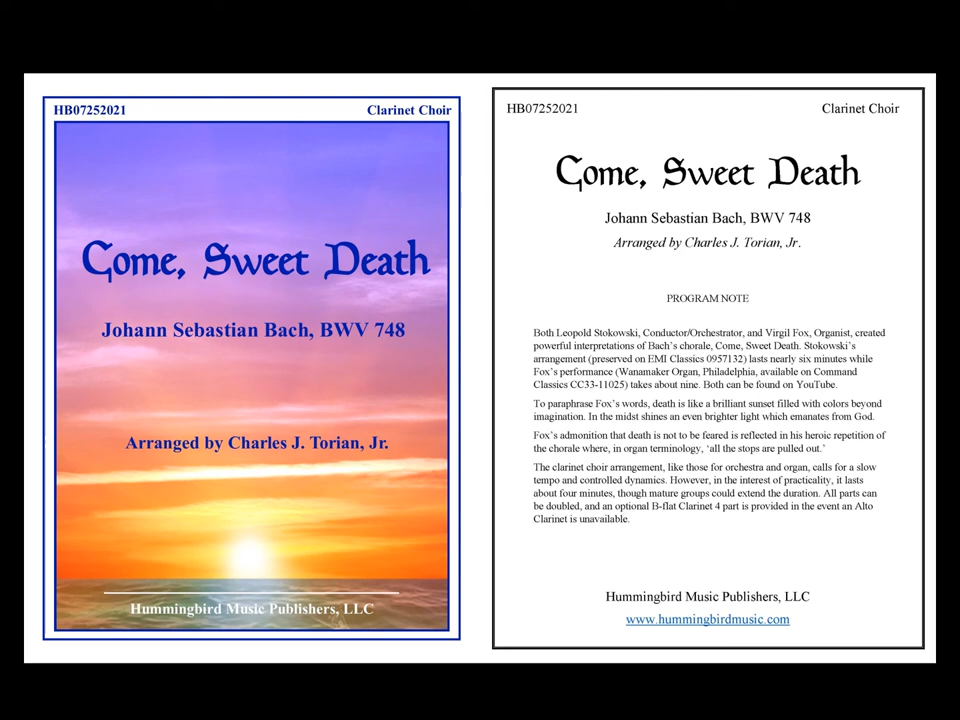 HB07252021 Clarinet Choir
Come, Sweet Death
Johann Sebastian Bach, BWV 748
Arranged by Charles J. Torian, Jr.
Hummingbird Music Publishers, LLC
HB07252021 Clarinet Choir
Come, Sweet Death
Johann Sebastian Bach, BWV 748
Arranged by Charles J. Torian, Jr.
PROGRAM NOTE
Both Leopold Stokowski, Conductor/Orchestrator, and Virgil Fox, Organist, created
powerful interpretations of Bach's chorale, Come, Sweet Death. Stokowski's
arrangement (preserved on EMI Classics 0957132) lasts nearly six minutes while
Fox's performance (Wanamaker Organ, Philadelphia, available on Command
Classics CC33-11025) takes about nine. Both can be found on YouTube.
To paraphrase Fox's words, death is like a brilliant sunset filled with colors beyond
imagination. In the midst shines an even brighter light which emanates from God.
Fox's admonition that death is not to be feared is reflected in his heroic repetition of
the chorale where, in organ terminology, 'all the stops are pulled out.'
The clarinet choir arrangement, like those for orchestra and organ, calls for a slow
tempo and controlled dynamics. However, in the interest of practicality, it lasts
about four minutes, though mature groups could extend the duration. All parts can
be doubled, and an optional B-flat Clarinet 4 part is provided in the event an Alto
Clarinet is unavailable.
Hummingbird Music Publishers, LLC
www.hummingbirdmusic.com